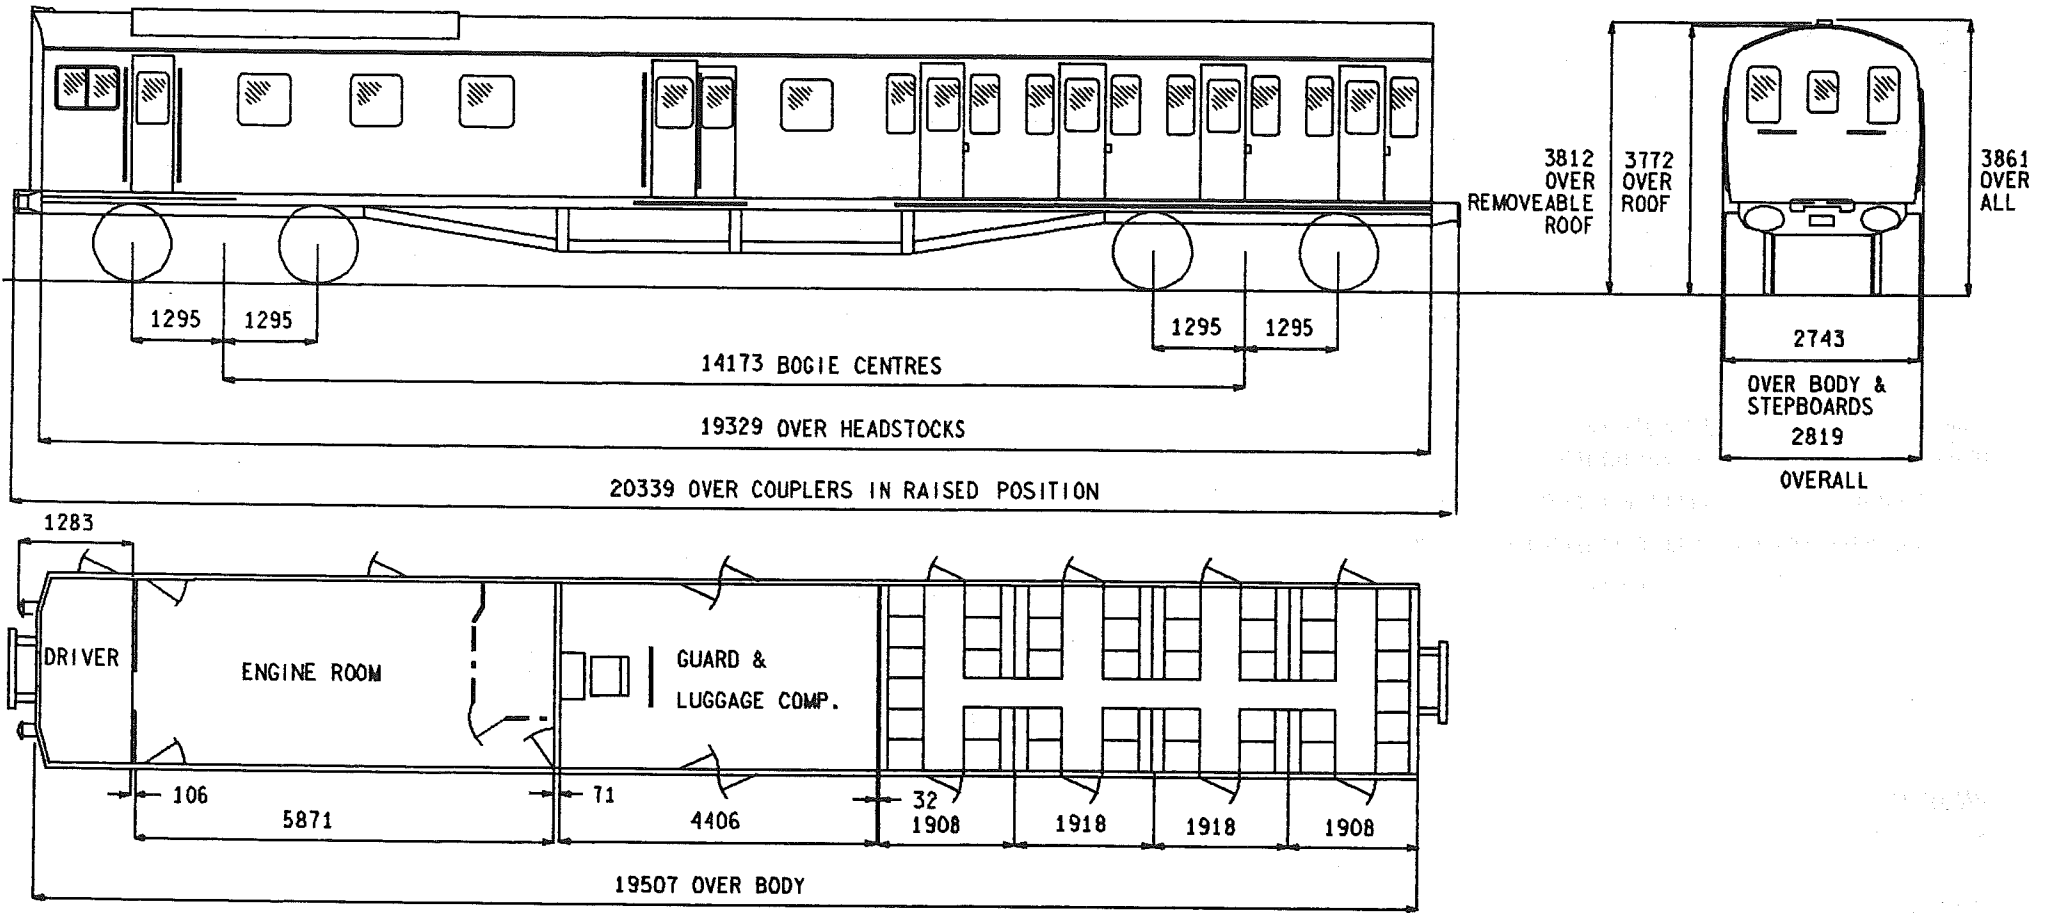 3812
OVER
REMOVEABLE
ROOF
3772
OVER
ROOF
3861
OVER
ALL
1295
1295
1295
1295
2743
14173 BOGIE CENTRES
OVER BODY &
STEPBOARDS
19329 OVER HEADSTOCKS
2819
OVERALL
20339 OVER COUPLERS IN RAISED POSITION
1283
DRIVER
ENGINE ROOM
GUARD &
LUGGAGE COMP.
106
71
32
5871
4406
1908
1918
1918
1908
19507 OVER BODY